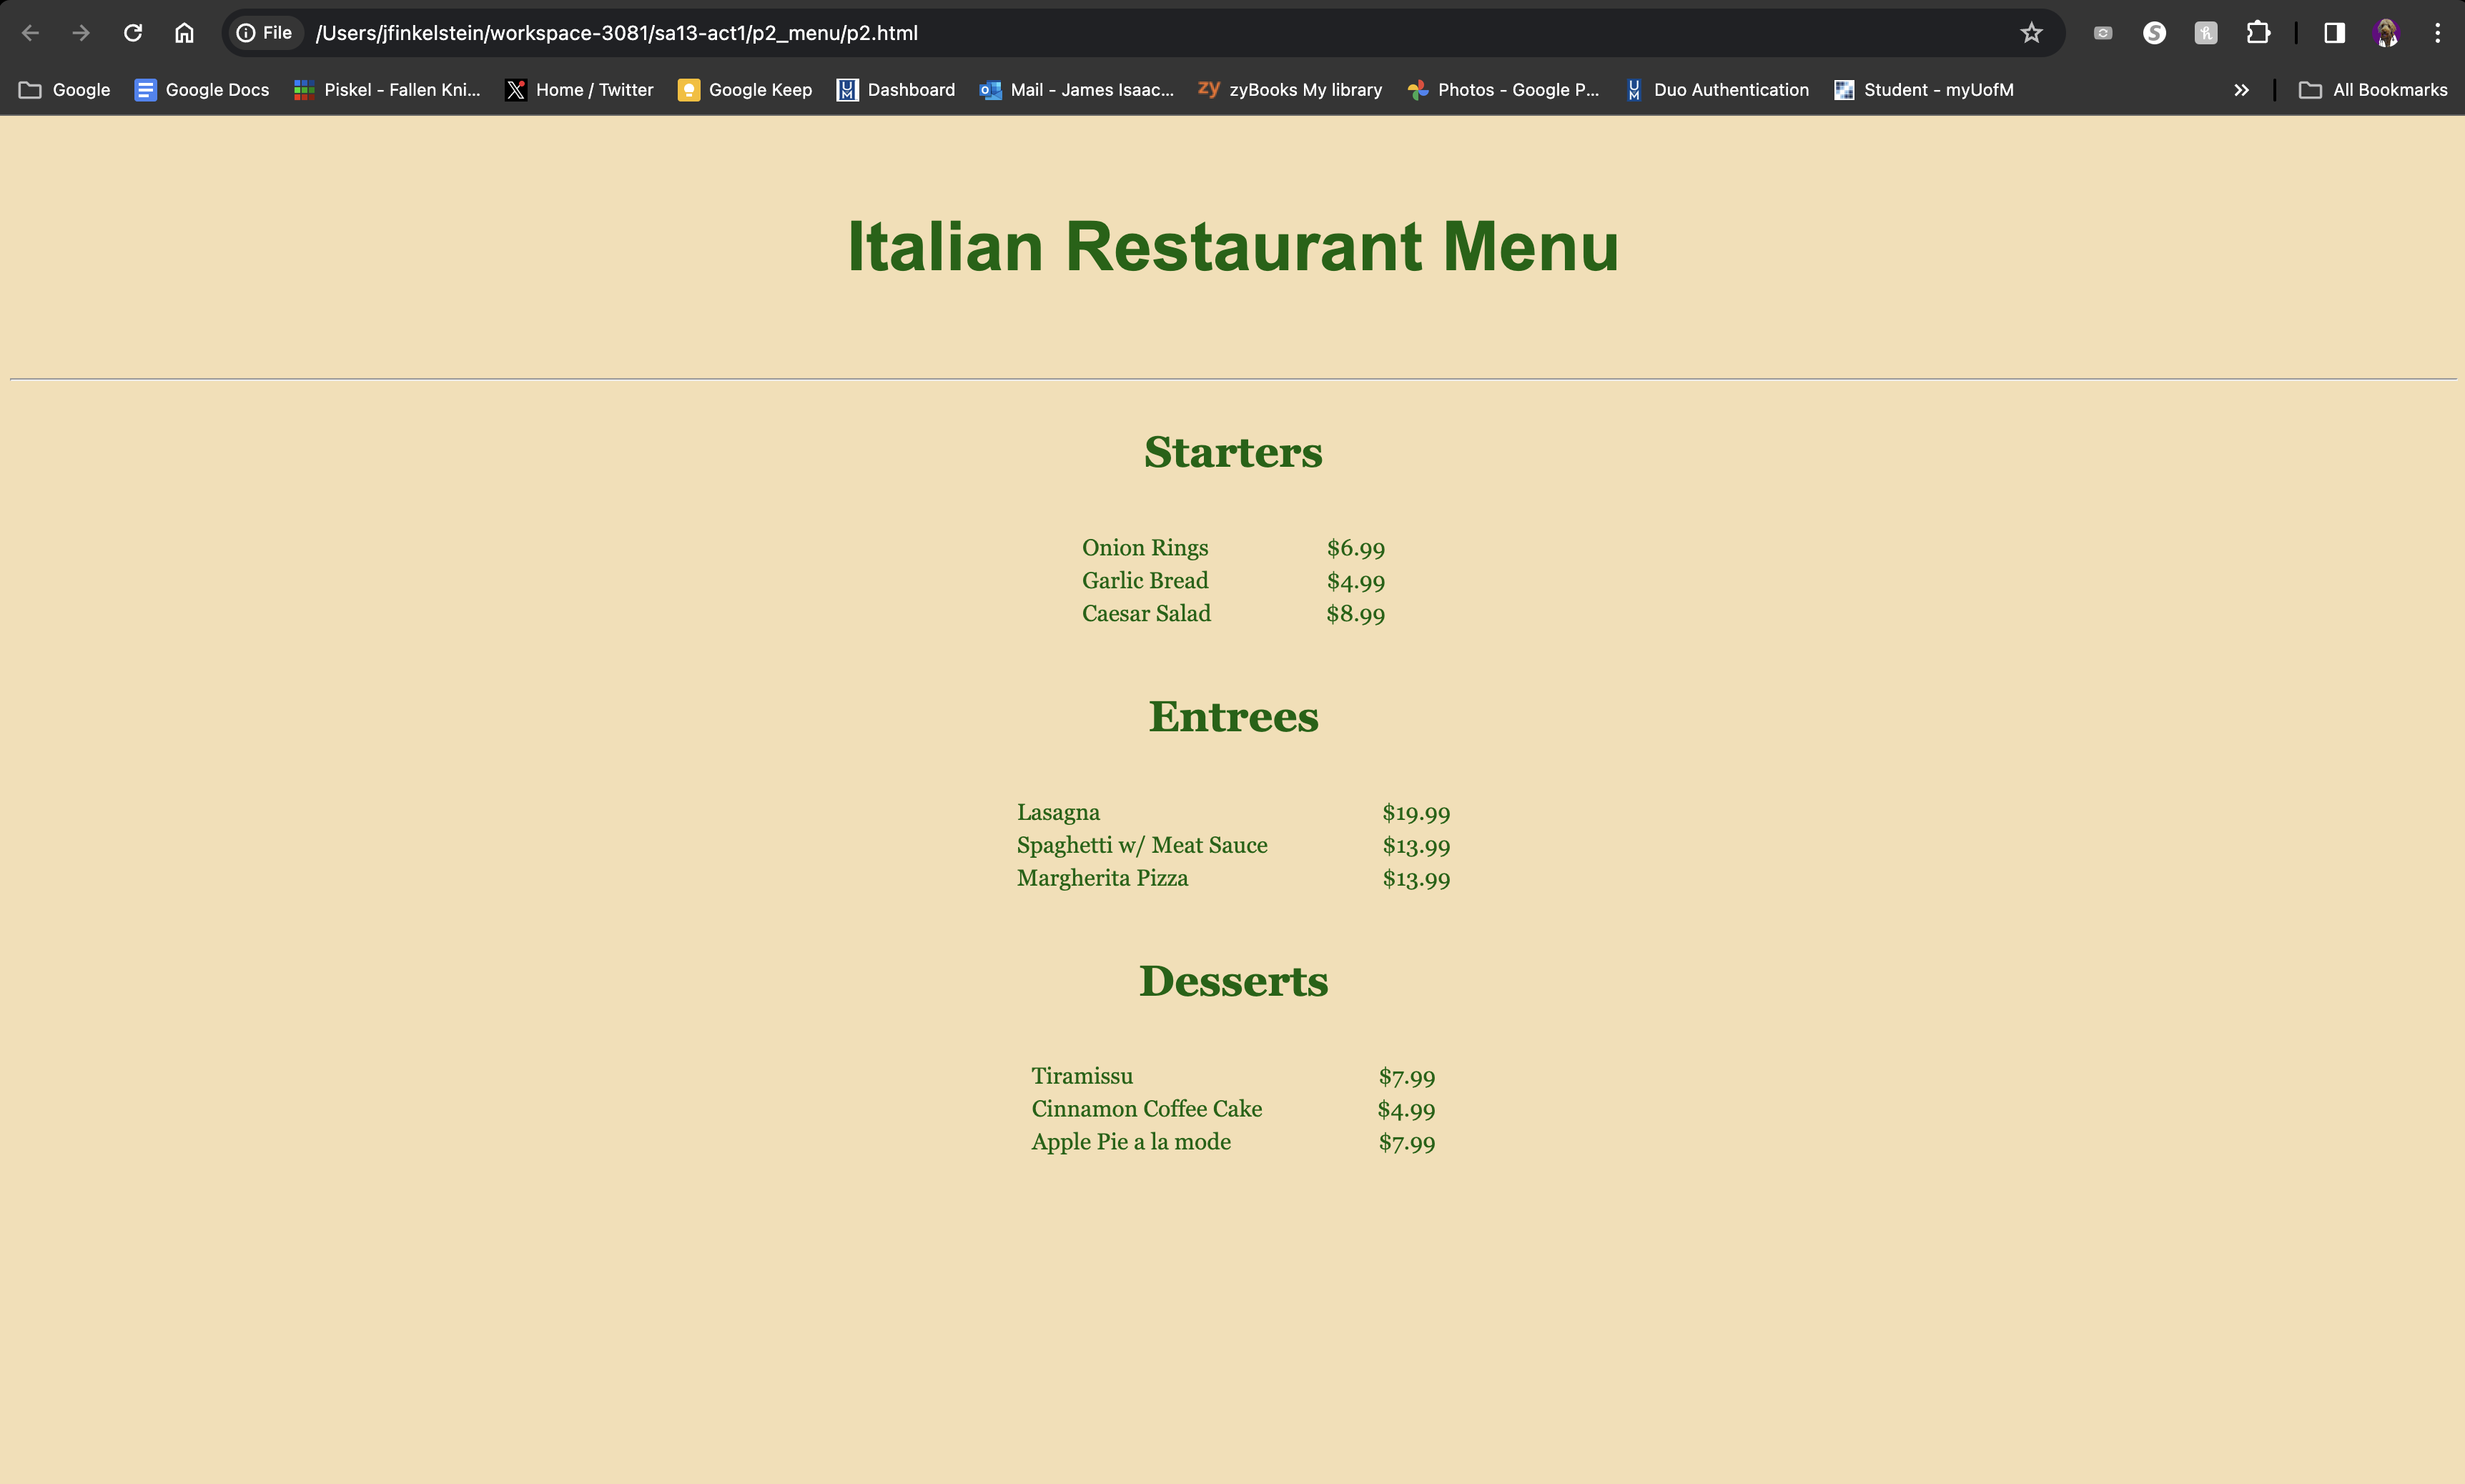 File /Users/jfinkelstein/workspace-3081/sa13-act1/p2_menu/p2.html
Google Google Docs Piskel - Fallen Kni... Home / Twitter Google Keep Dashboard Mail - James Isaac... zyBooks My library Photos - Google P... Duo Authentication Student - myUofM » All Bookmarks
Italian Restaurant Menu
Starters
Onion Rings $6.99
Garlic Bread $4.99
Caesar Salad $8.99
Entrees
Lasagna $19.99
Spaghetti w/ Meat Sauce $13.99
Margherita Pizza $13.99
Desserts
Tiramissu $7.99
Cinnamon Coffee Cake $4.99
Apple Pie a la mode $7.99